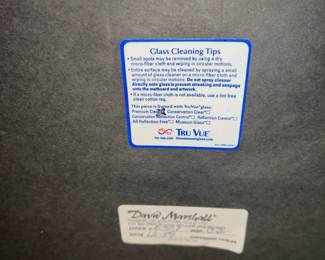 Glass Cleaning Tips
• Small spots may be removed by using a dry
micro-fiber cloth and wiping in circular motions.
• Entire surface may be cleaned by spraying a small
amount of glass cleaner on a micro-fiber cloth and
wiping in circular motions. Do not spray cleaner
directly onto glass to prevent streaking and seepage
onto the matboard and artwork.
• If a micro-fiber cloth is not available, use a lint free
clean cotton rag.
This piece is framed with Tru Vue® glass:
Premium Clear Conservation Clear®
Conservation Reflection Control® Reflection Control®
AR Reflection-Free® Museum Glass®
TRU VUE®
David Marshall